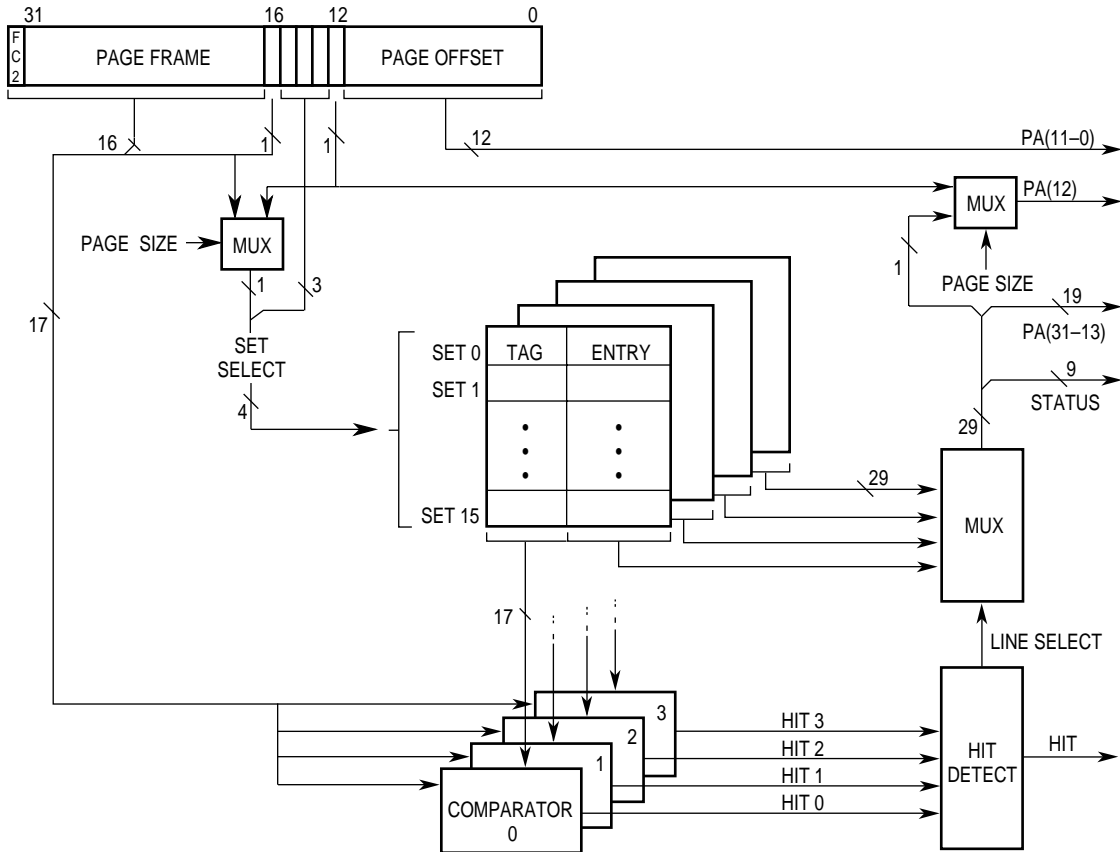 31 16 12 0
F
C
2
PAGE FRAME
PAGE OFFSET
16
1
1
12
PA(11–0)
MUX
PA(12)
PAGE SIZE
MUX
1
PAGE SIZE
1
3
17
19
PA(31–13)
SET
SELECT
SET 0
TAG
ENTRY
SET 1
9
STATUS
4
29
29
SET 15
MUX
17
LINE SELECT
3
HIT 3
2
HIT 2
HIT
DETECT
HIT
1
HIT 1
COMPARATOR
0
HIT 0